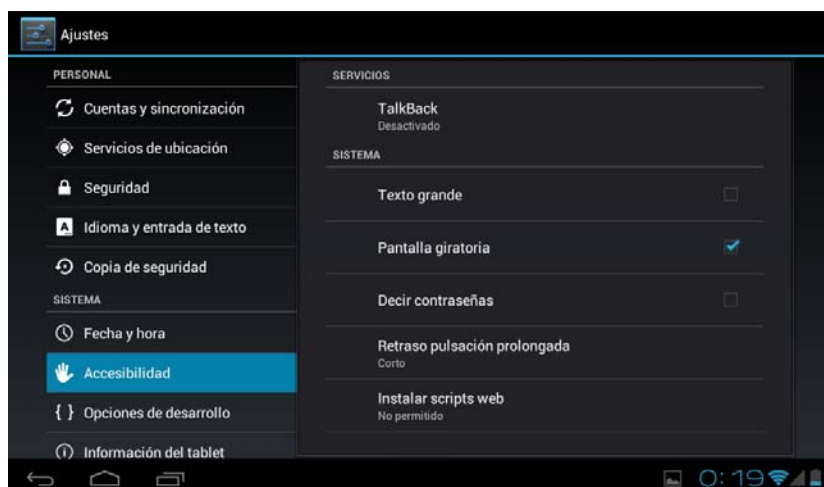 Ajustes
PERSONAL
Cuentas y sincronización
Servicios de ubicación
Seguridad
A Idioma y entrada de texto
Copia de seguridad
SISTEMA
Fecha y hora
Accesibilidad
{ } Opciones de desarrollo
Información del tablet
SERVICIOS
TalkBack
Desactivado
SISTEMA
Texto grande
Pantalla giratoria
Decir contraseñas
Retraso pulsación prolongada
Corto
Instalar scripts web
No permitido
0:19